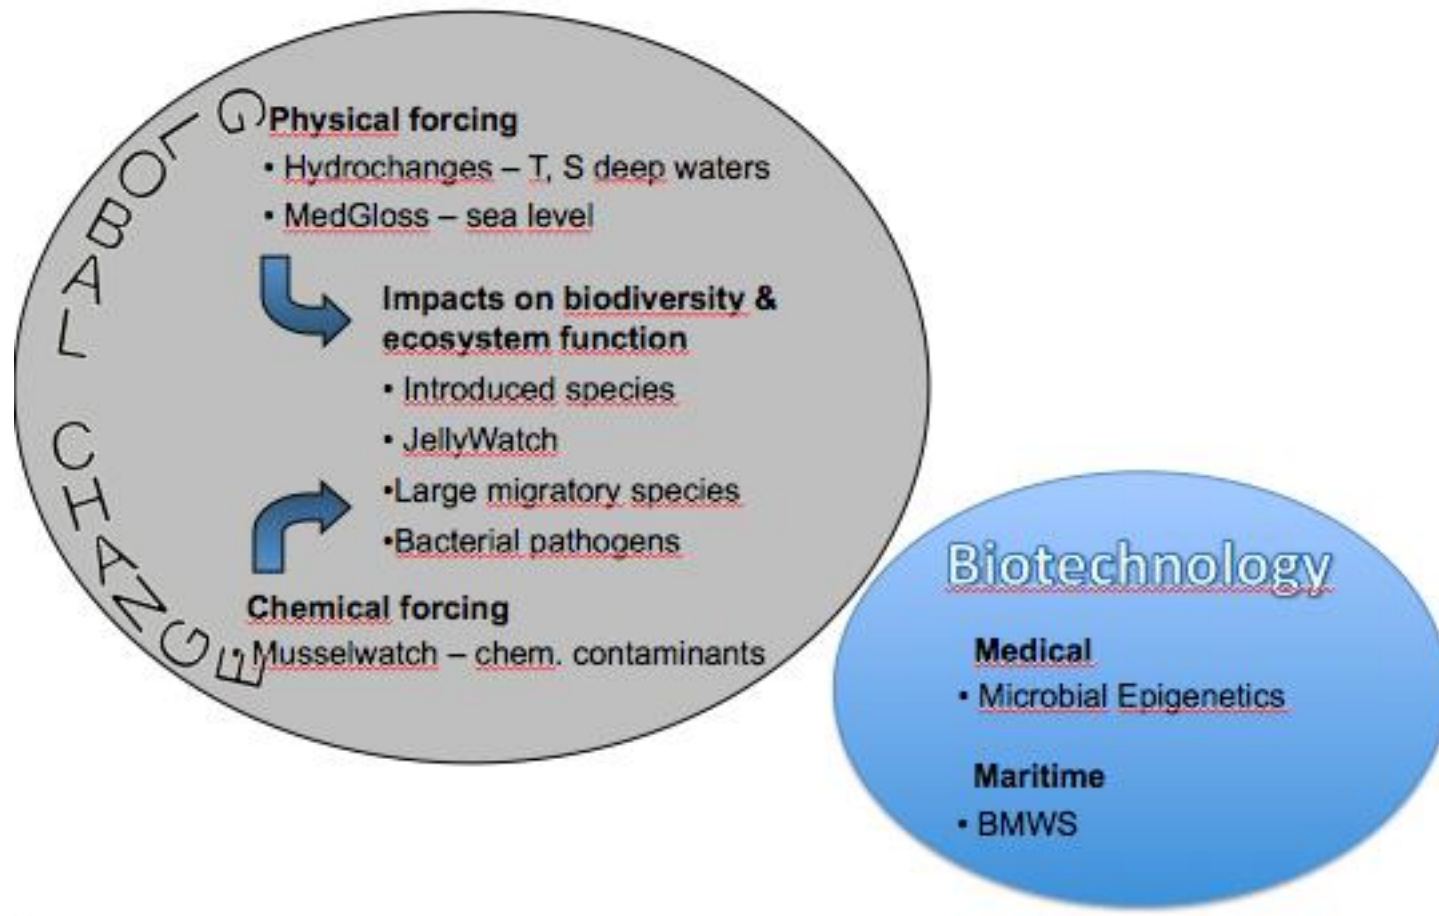 GLOBAL CHANGE
Physical forcing
• Hydrochanges – T, S deep waters
• MedGloss – sea level
Impacts on biodiversity &
ecosystem function
• Introduced species
• JellyWatch
•Large migratory species
•Bacterial pathogens
Chemical forcing
• Musselwatch – chem. contaminants
Biotechnology
Medical
• Microbial Epigenetics
Maritime
• BMWS